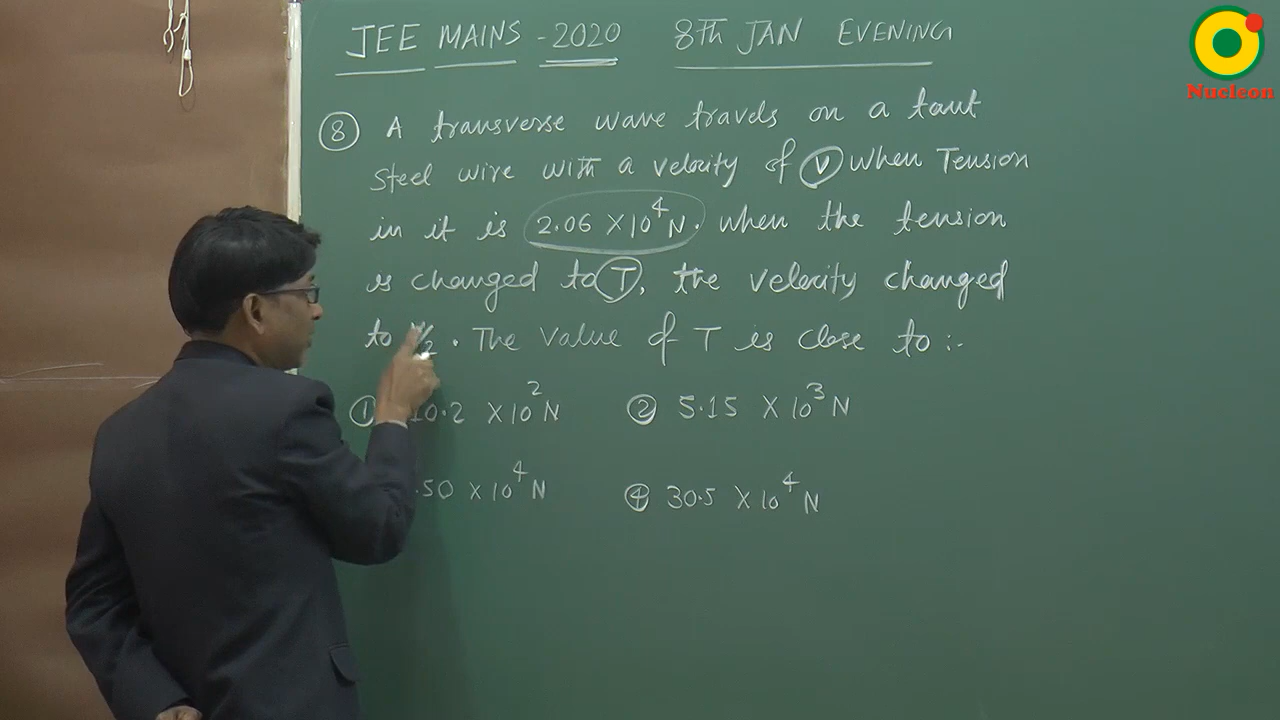 JEE MAINS - 2020 8TH JAN EVENING
Nucleon
⑧ A transverse wave travels on a taut
Steel wire with a velocity of V when Tension
in it is 2.06 X 10⁴ N. when the tension
is changed to T, the velocity changed
to V/2. The value of T is close to :-
① 10.2 X 10² N ② 5.15 X 10³ N
.50 X 10⁴ N ④ 30.5 X 10⁴ N